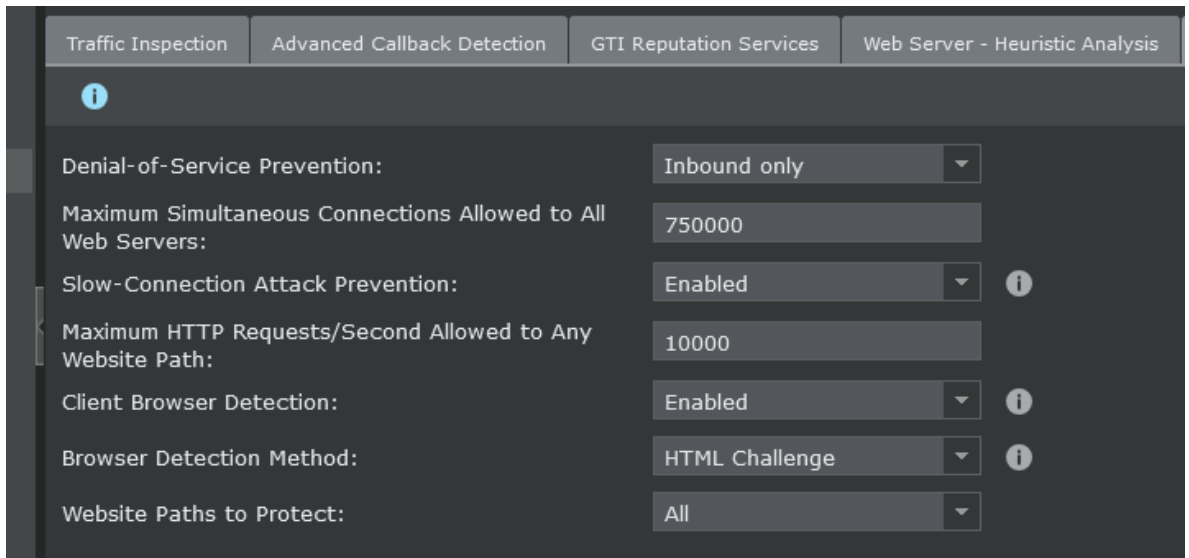 Traffic Inspection
Advanced Callback Detection
GTI Reputation Services
Web Server - Heuristic Analysis
Denial-of-Service Prevention:
Inbound only
Maximum Simultaneous Connections Allowed to All
Web Servers:
750000
Slow-Connection Attack Prevention:
Enabled
Maximum HTTP Requests/Second Allowed to Any
Website Path:
10000
Client Browser Detection:
Enabled
Browser Detection Method:
HTML Challenge
Website Paths to Protect:
All